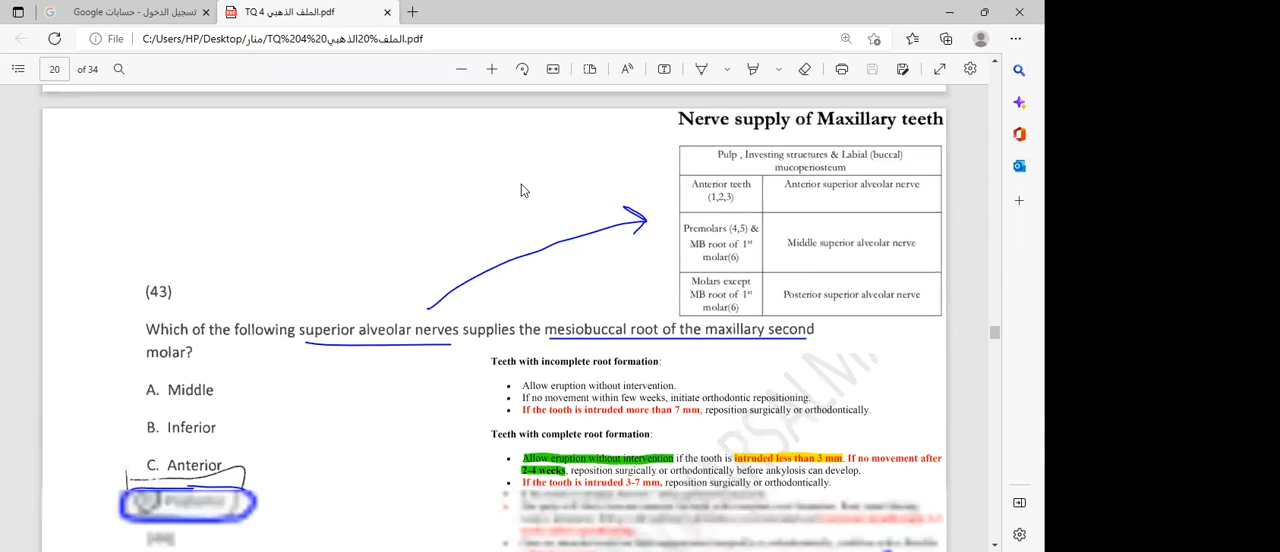 Google تسجيل الدخول - حسابات
TQ 4 الملف الذهبي.pdf
File
C:/Users/HP/Desktop/منار/TQ%204%20الملف%20الذهبي.pdf
20 of 34
Nerve supply of Maxillary teeth
Pulp , Investing structures & Labial (buccal)
mucoperiosteum
Anterior teeth
(1,2,3)
Anterior superior alveolar nerve
Premolars (4,5) &
MB root of 1st
molar(6)
Middle superior alveolar nerve
Molars except
MB root of 1st
molar(6)
Posterior superior alveolar nerve
(43)
Which of the following superior alveolar nerves supplies the mesiobuccal root of the maxillary second
molar?
A. Middle
B. Inferior
C. Anterior
Teeth with incomplete root formation:
• Allow eruption without intervention.
• If no movement within few weeks, initiate orthodontic repositioning.
• If the tooth is intruded more than 7 mm, reposition surgically or orthodontically.
Teeth with complete root formation:
• Allow eruption without intervention if the tooth is intruded less than 3 mm. If no movement after
2-4 weeks, reposition surgically or orthodontically before ankylosis can develop.
• If the tooth is intruded 3-7 mm, reposition surgically or orthodontically.